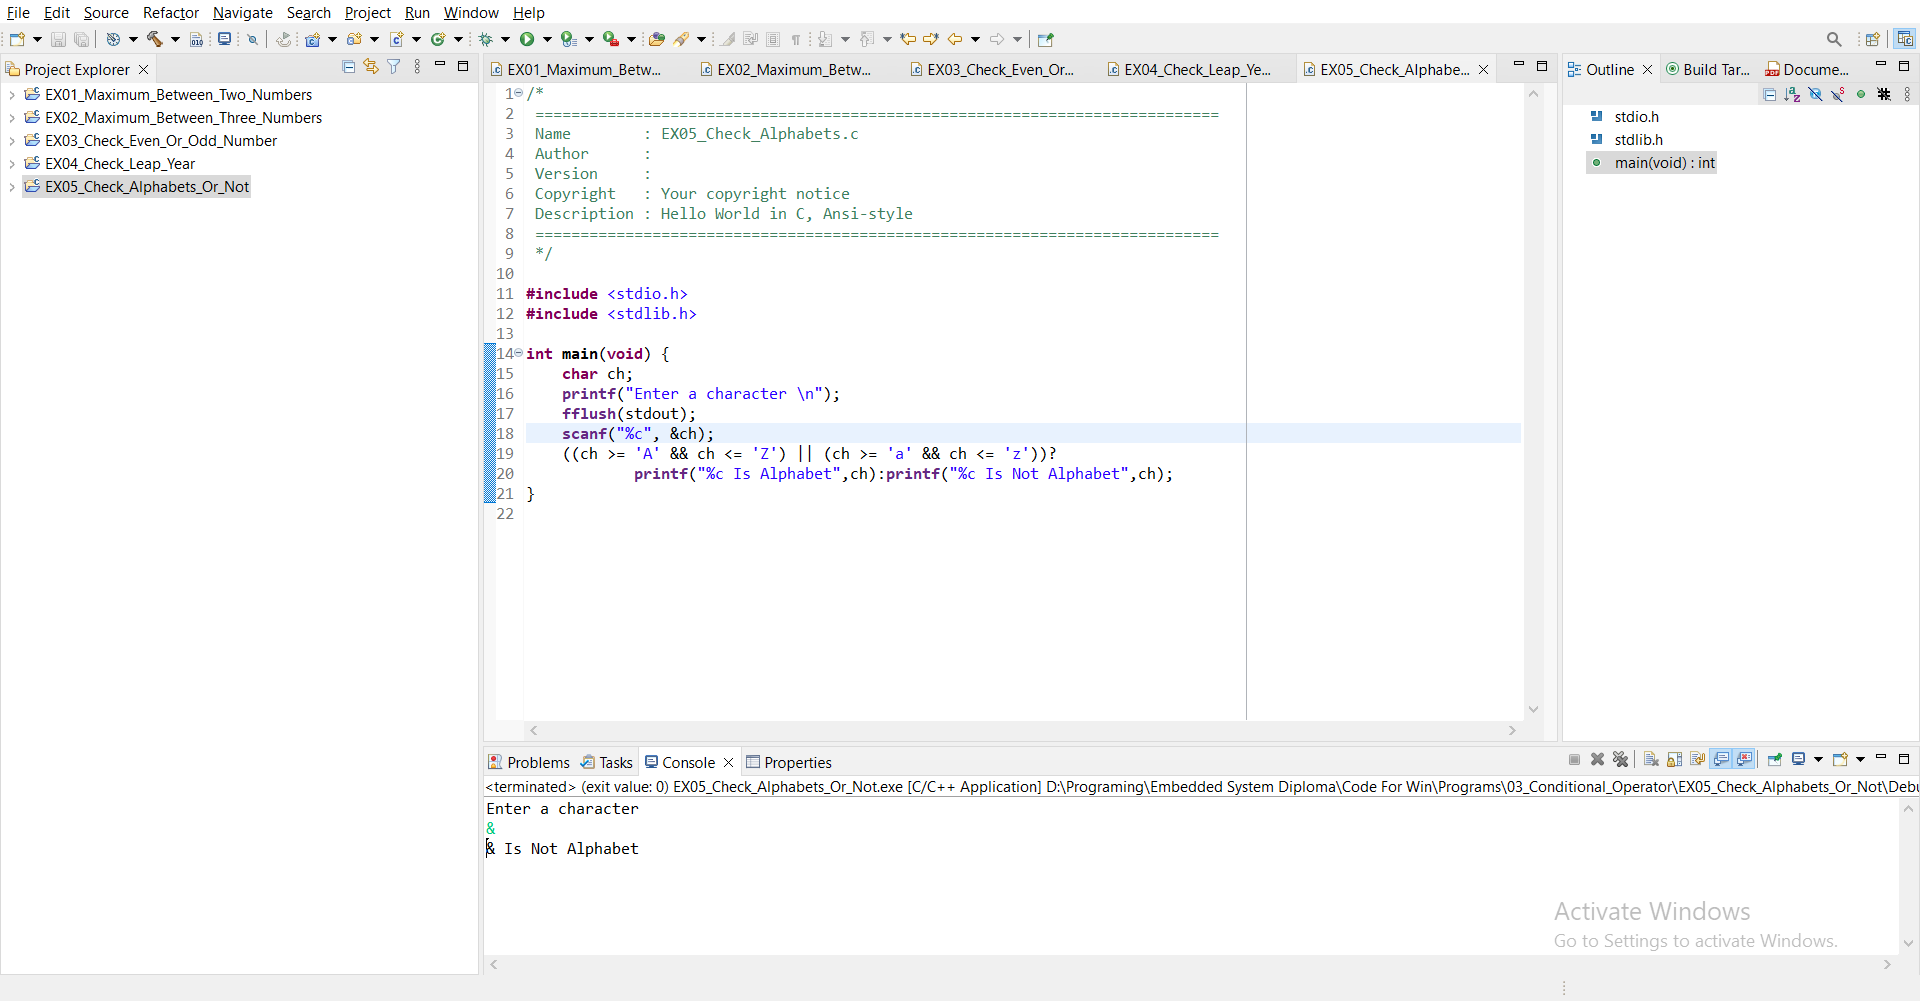 File Edit Source Refactor Navigate Search Project Run Window Help
Project Explorer
EX01_Maximum_Between_Two_Numbers
EX02_Maximum_Between_Three_Numbers
EX03_Check_Even_Or_Odd_Number
EX04_Check_Leap_Year
EX05_Check_Alphabets_Or_Not
EX01_Maximum_Betw... EX02_Maximum_Betw... EX03_Check_Even_Or... EX04_Check_Leap_Ye... EX05_Check_Alphabe...
1 /*
2 ============================================================================
3 Name : EX05_Check_Alphabets.c
4 Author :
5 Version :
6 Copyright : Your copyright notice
7 Description : Hello World in C, Ansi-style
8 ============================================================================
9 */
10
11 #include <stdio.h>
12 #include <stdlib.h>
13
14 int main(void) {
15 char ch;
16 printf("Enter a character \n");
17 fflush(stdout);
18 scanf("%c", &ch);
19 ((ch >= 'A' && ch <= 'Z') || (ch >= 'a' && ch <= 'z'))?
20 printf("%c Is Alphabet",ch):printf("%c Is Not Alphabet",ch);
21 }
22
Outline Build Tar... Docume...
stdio.h
stdlib.h
main(void) : int
Problems Tasks Console Properties
<terminated> (exit value: 0) EX05_Check_Alphabets_Or_Not.exe [C/C++ Application] D:\Programing\Embedded System Diploma\Code For Win\Programs\03_Conditional_Operator\EX05_Check_Alphabets_Or_Not\Debu
Enter a character
&
& Is Not Alphabet
Activate Windows
Go to Settings to activate Windows.